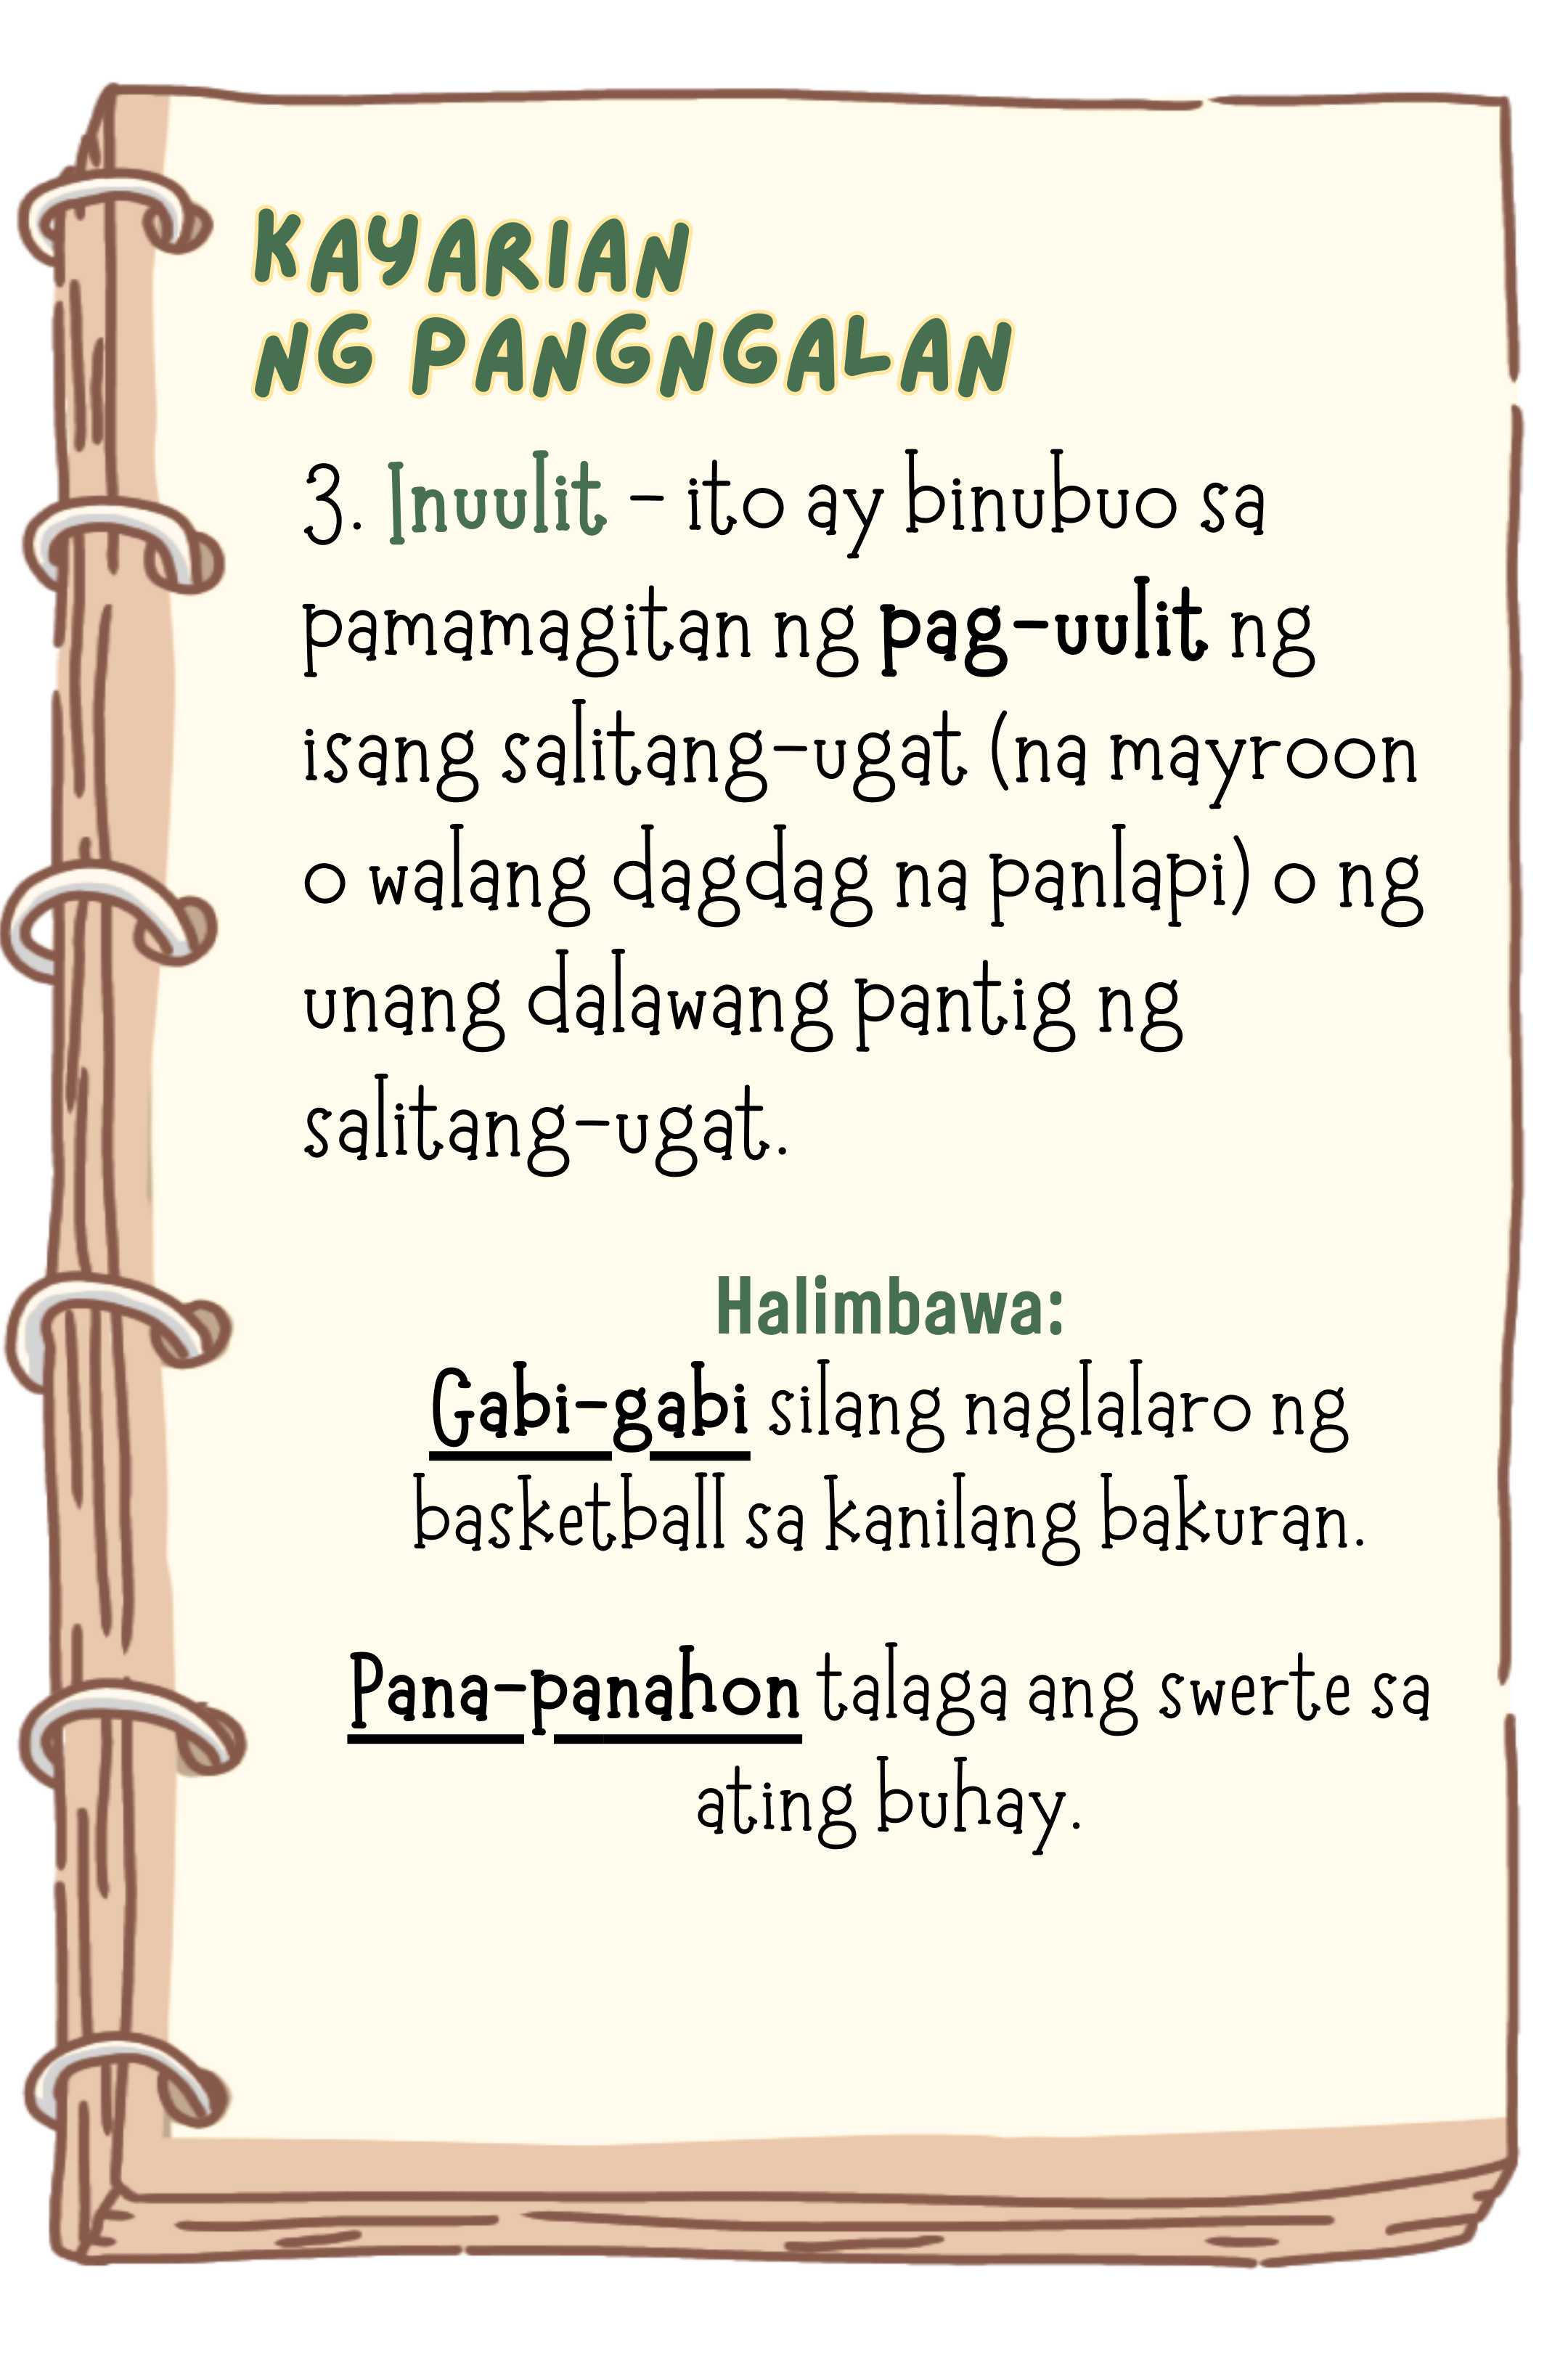 KAYARIAN
NG PANGNGALAN
3. Inuulit - ito ay binubuo sa
pamamagitan ng pag-uulit ng
isang salitang-ugat (na mayroon
o walang dagdag na panlapi) o ng
unang dalawang pantig ng
salitang-ugat.
Halimbawa:
Gabi-gabi silang naglalaro ng
basketball sa kanilang bakuran.
Pana-panahon talaga ang swerte sa
ating buhay.